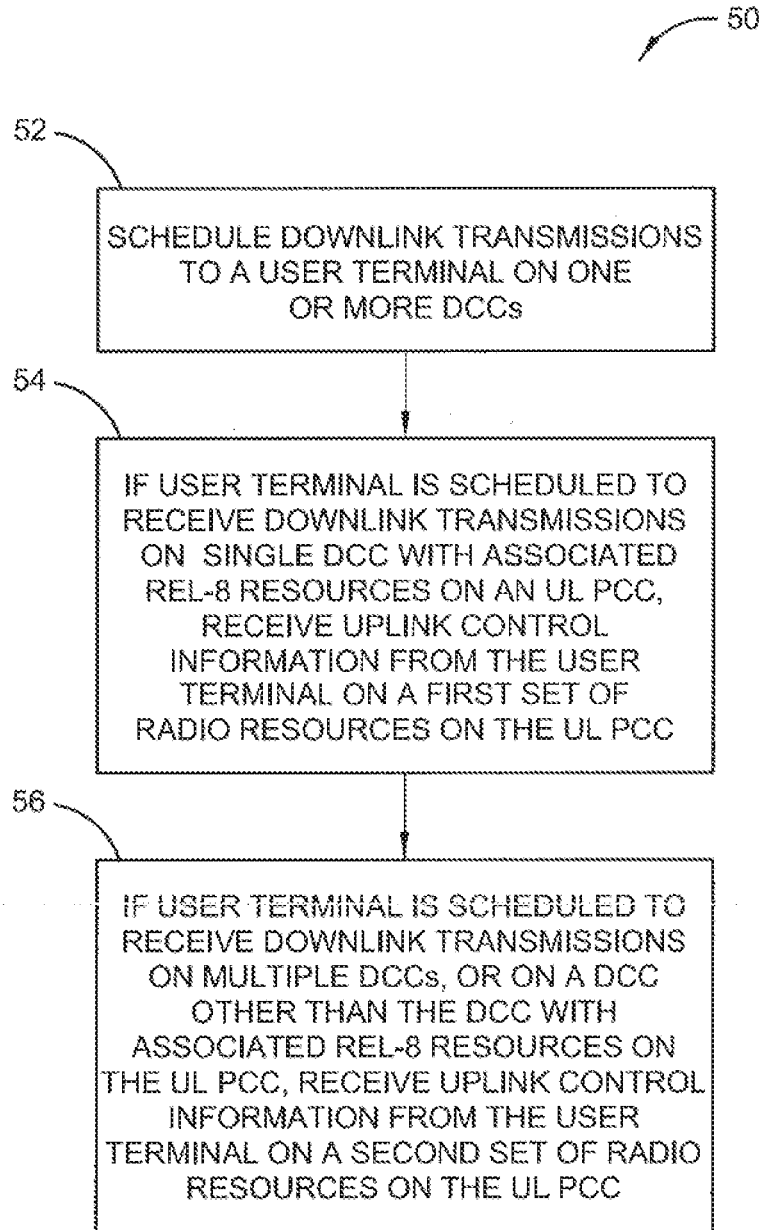 50
52
SCHEDULE DOWNLINK TRANSMISSIONS
TO A USER TERMINAL ON ONE
OR MORE DCCs
54
IF USER TERMINAL IS SCHEDULED TO
RECEIVE DOWNLINK TRANSMISSIONS
ON SINGLE DCC WITH ASSOCIATED
REL-8 RESOURCES ON AN UL PCC,
RECEIVE UPLINK CONTROL
INFORMATION FROM THE USER
TERMINAL ON A FIRST SET OF
RADIO RESOURCES ON THE UL PCC
56
IF USER TERMINAL IS SCHEDULED TO
RECEIVE DOWNLINK TRANSMISSIONS
ON MULTIPLE DCCs, OR ON A DCC
OTHER THAN THE DCC WITH
ASSOCIATED REL-8 RESOURCES ON
THE UL PCC, RECEIVE UPLINK CONTROL
INFORMATION FROM THE USER
TERMINAL ON A SECOND SET OF RADIO
RESOURCES ON THE UL PCC